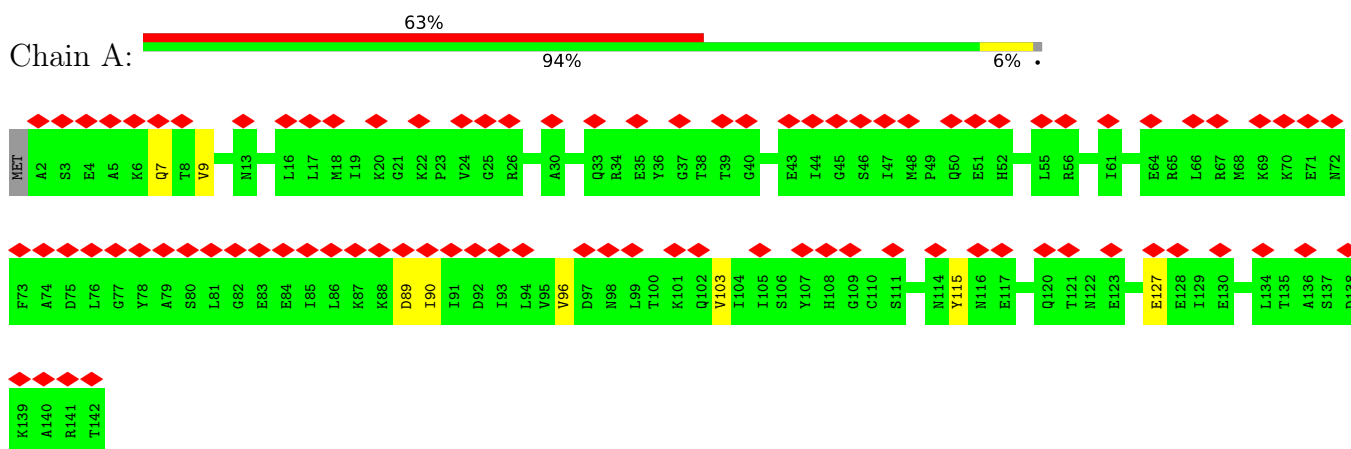 63%
Chain A:
94% 6% •
MET A2 S3 E4 A5 K6 Q7 T8 V9 N13 L16 L17 M18 I19 K20 G21 K22 P23 V24 G25 R26 A30 Q33 R34 E35 Y36 G37 T38 T39 G40 E43 I44 G45 S46 I47 M48 P49 Q50 E51 H52 L55 R56 I61 E64 R65 L66 R67 M68 K69 K70 E71 N72
F73 A74 D75 L76 G77 Y78 A79 S80 L81 G82 E83 E84 I85 L86 K87 K88 D89 I90 I91 D92 I93 L94 V95 V96 D97 N98 L99 T100 K101 Q102 V103 I104 I105 S106 Y107 H108 G109 C110 S111 N114 Y115 N116 E117 Q120 T121 N122 E123 E127 E128 I129 E130 L134 T135 A136 S137 D138
K139 A140 R141 T142